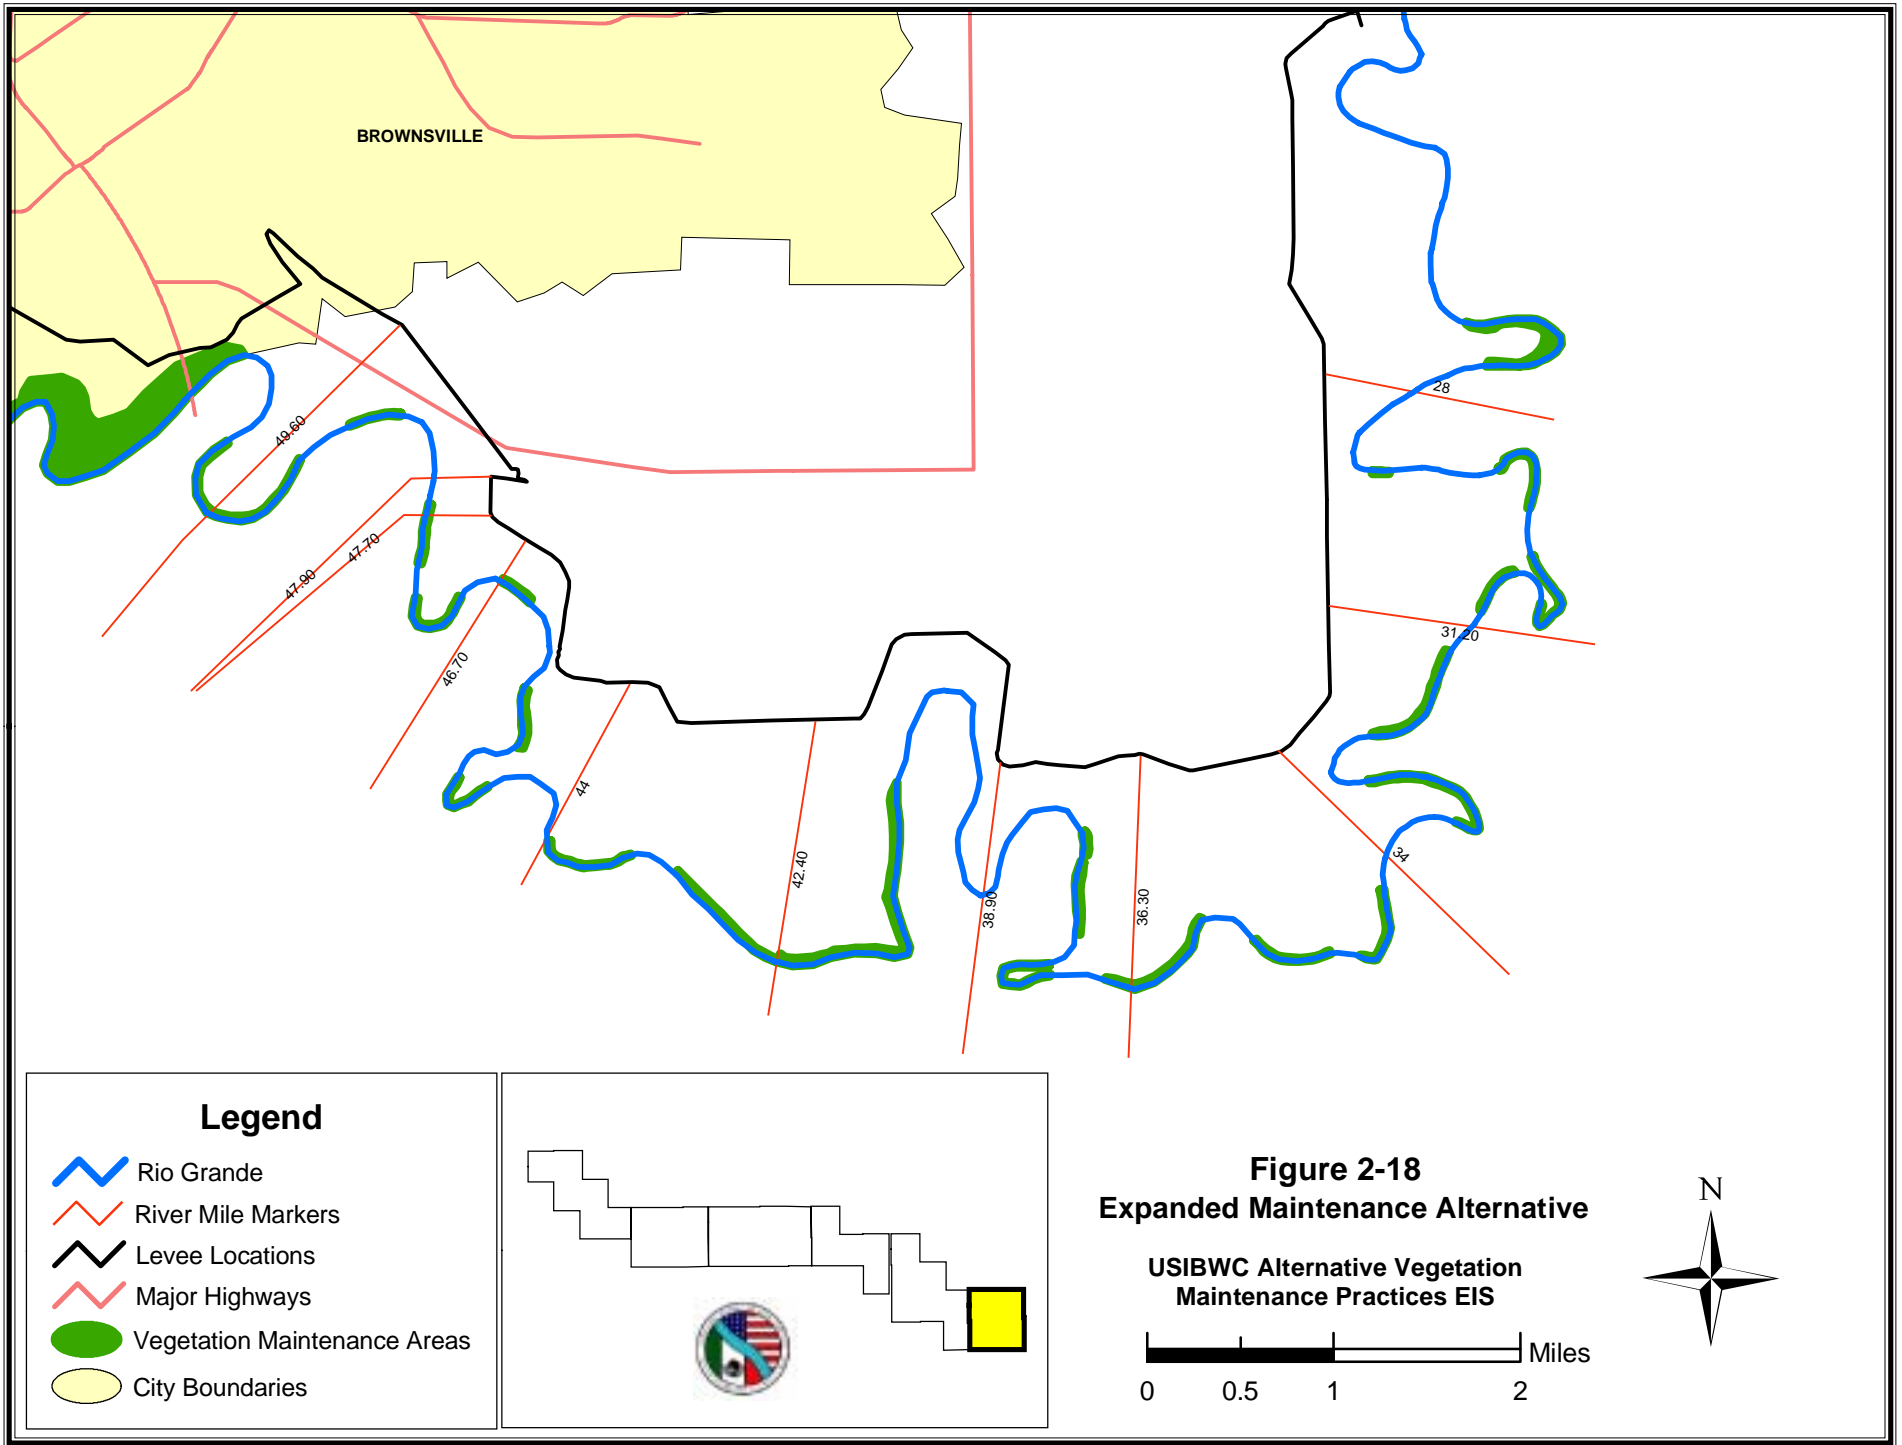 BROWNSVILLE
28
49.60
47.70
47.90
31.20
46.70
44
34
42.40
38.90
36.30
Legend
Rio Grande
River Mile Markers
Levee Locations
Major Highways
Vegetation Maintenance Areas
City Boundaries
Figure 2-18
Expanded Maintenance Alternative
USIBWC Alternative Vegetation
Maintenance Practices EIS
Miles
0 0.5 1 2
N